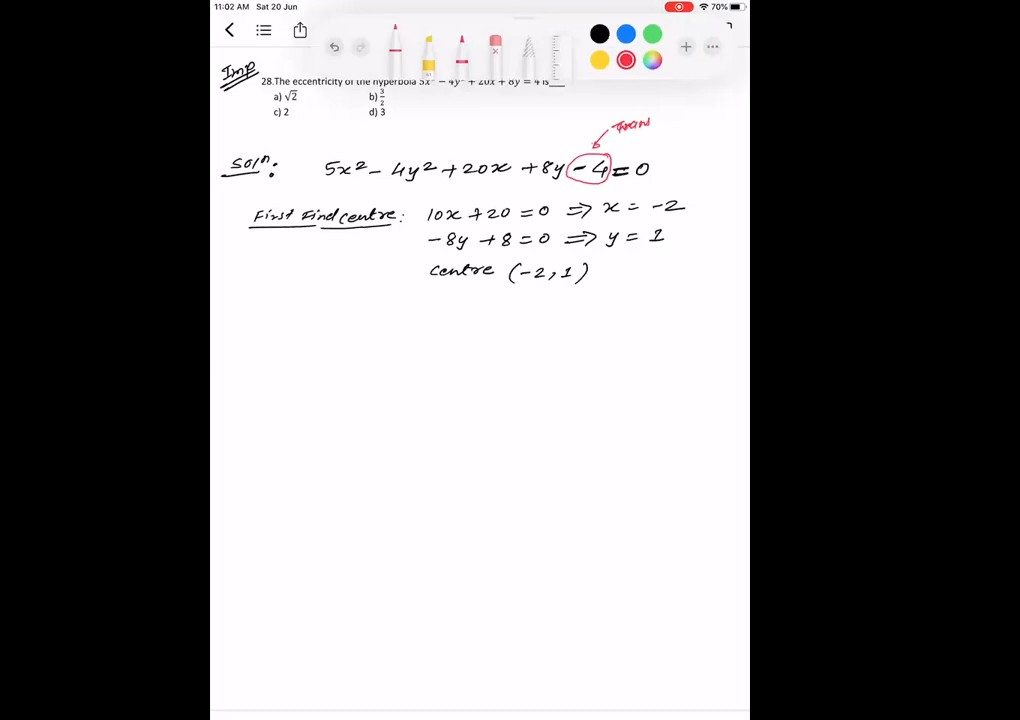 11:02 AM Sat 20 Jun 70%
Imp
28.The eccentricity of the hyperbola 5x² − 4y² + 20x + 8y = 4 is___
a) √2 b) 3/2
c) 2 d) 3
Trans
Soln: 5x² − 4y² + 20x + 8y − 4 = 0
First Find centre: 10x + 20 = 0 ⇒ x = −2
−8y + 8 = 0 ⇒ y = 1
centre (−2, 1)